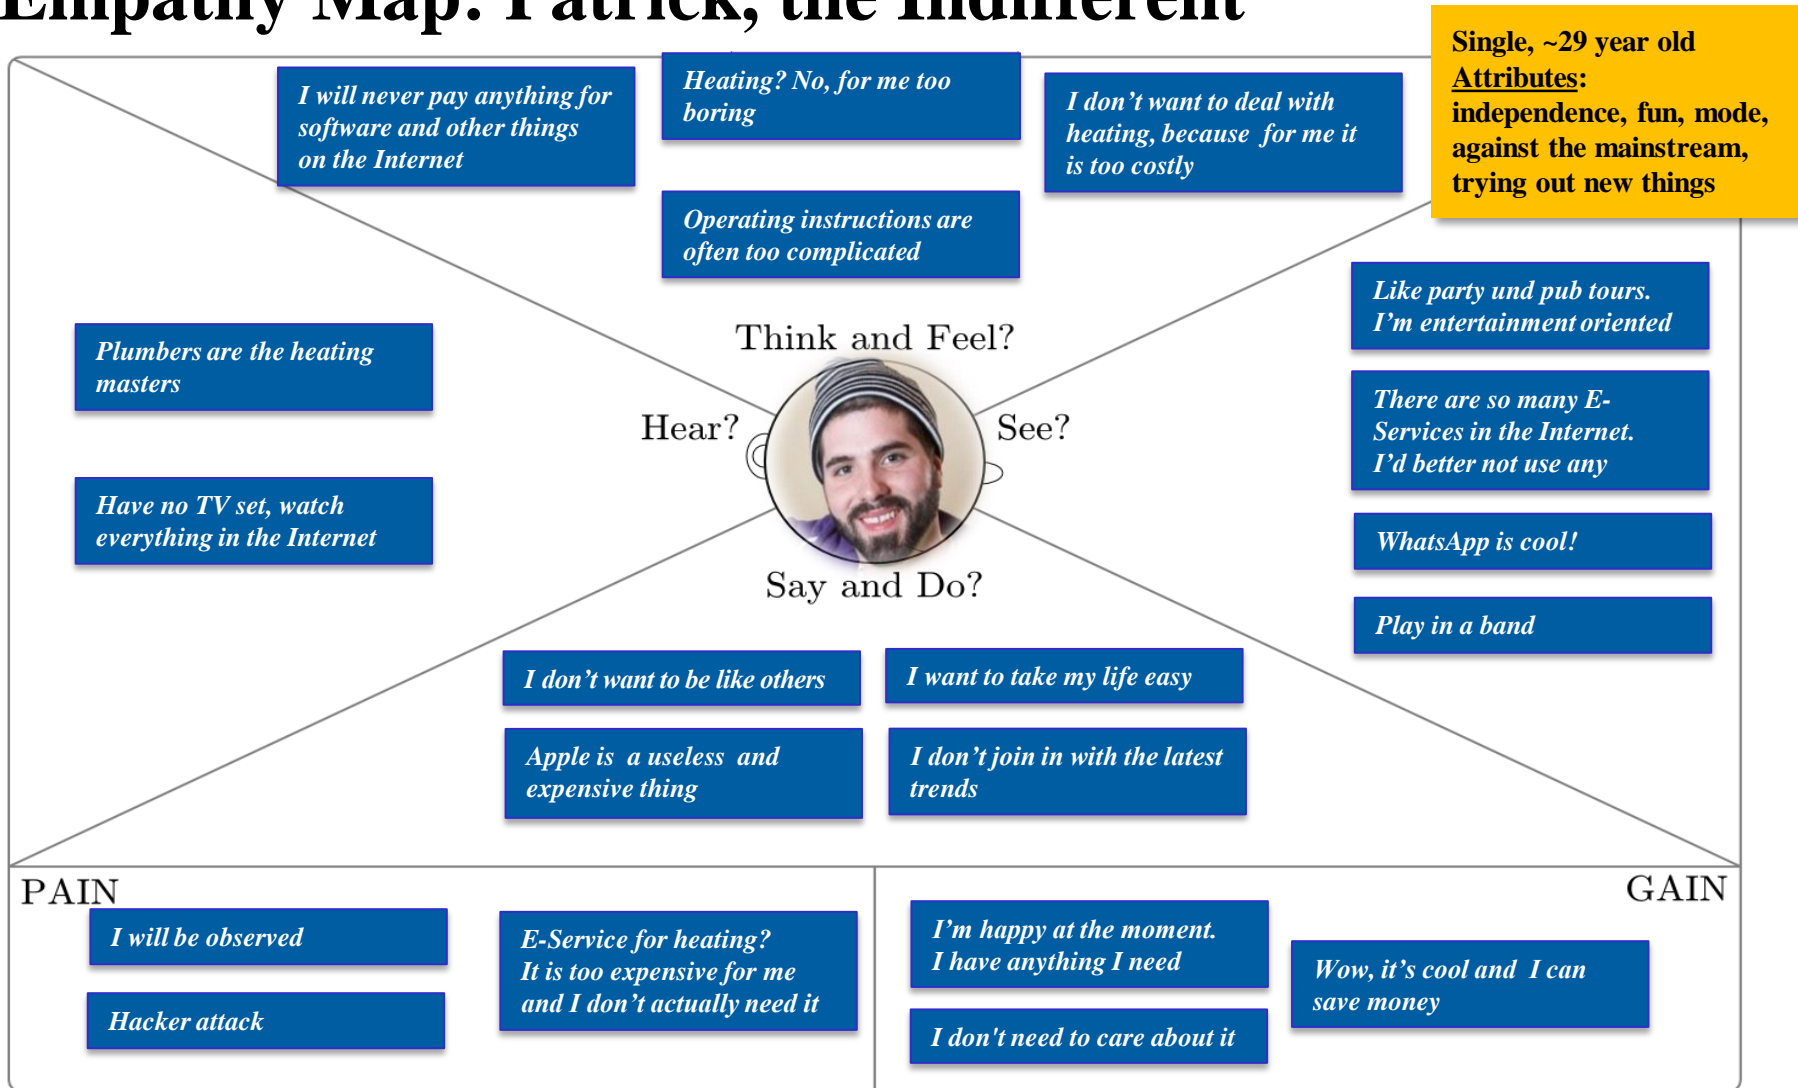 Empathy Map: Patrick, the Indifferent
Single, ~29 year old
Attributes:
independence, fun, mode,
against the mainstream,
trying out new things
I will never pay anything for
software and other things
on the Internet
Heating? No, for me too
boring
I don’t want to deal with
heating, because for me it
is too costly
Operating instructions are
often too complicated
Think and Feel?
Plumbers are the heating
masters
Have no TV set, watch
everything in the Internet
Hear?
See?
Like party und pub tours.
I’m entertainment oriented
There are so many E-
Services in the Internet.
I’d better not use any
WhatsApp is cool!
Play in a band
Say and Do?
I don’t want to be like others
I want to take my life easy
Apple is a useless and
expensive thing
I don’t join in with the latest
trends
PAIN
I will be observed
Hacker attack
E-Service for heating?
It is too expensive for me
and I don’t actually need it
GAIN
I’m happy at the moment.
I have anything I need
I don't need to care about it
Wow, it’s cool and I can
save money